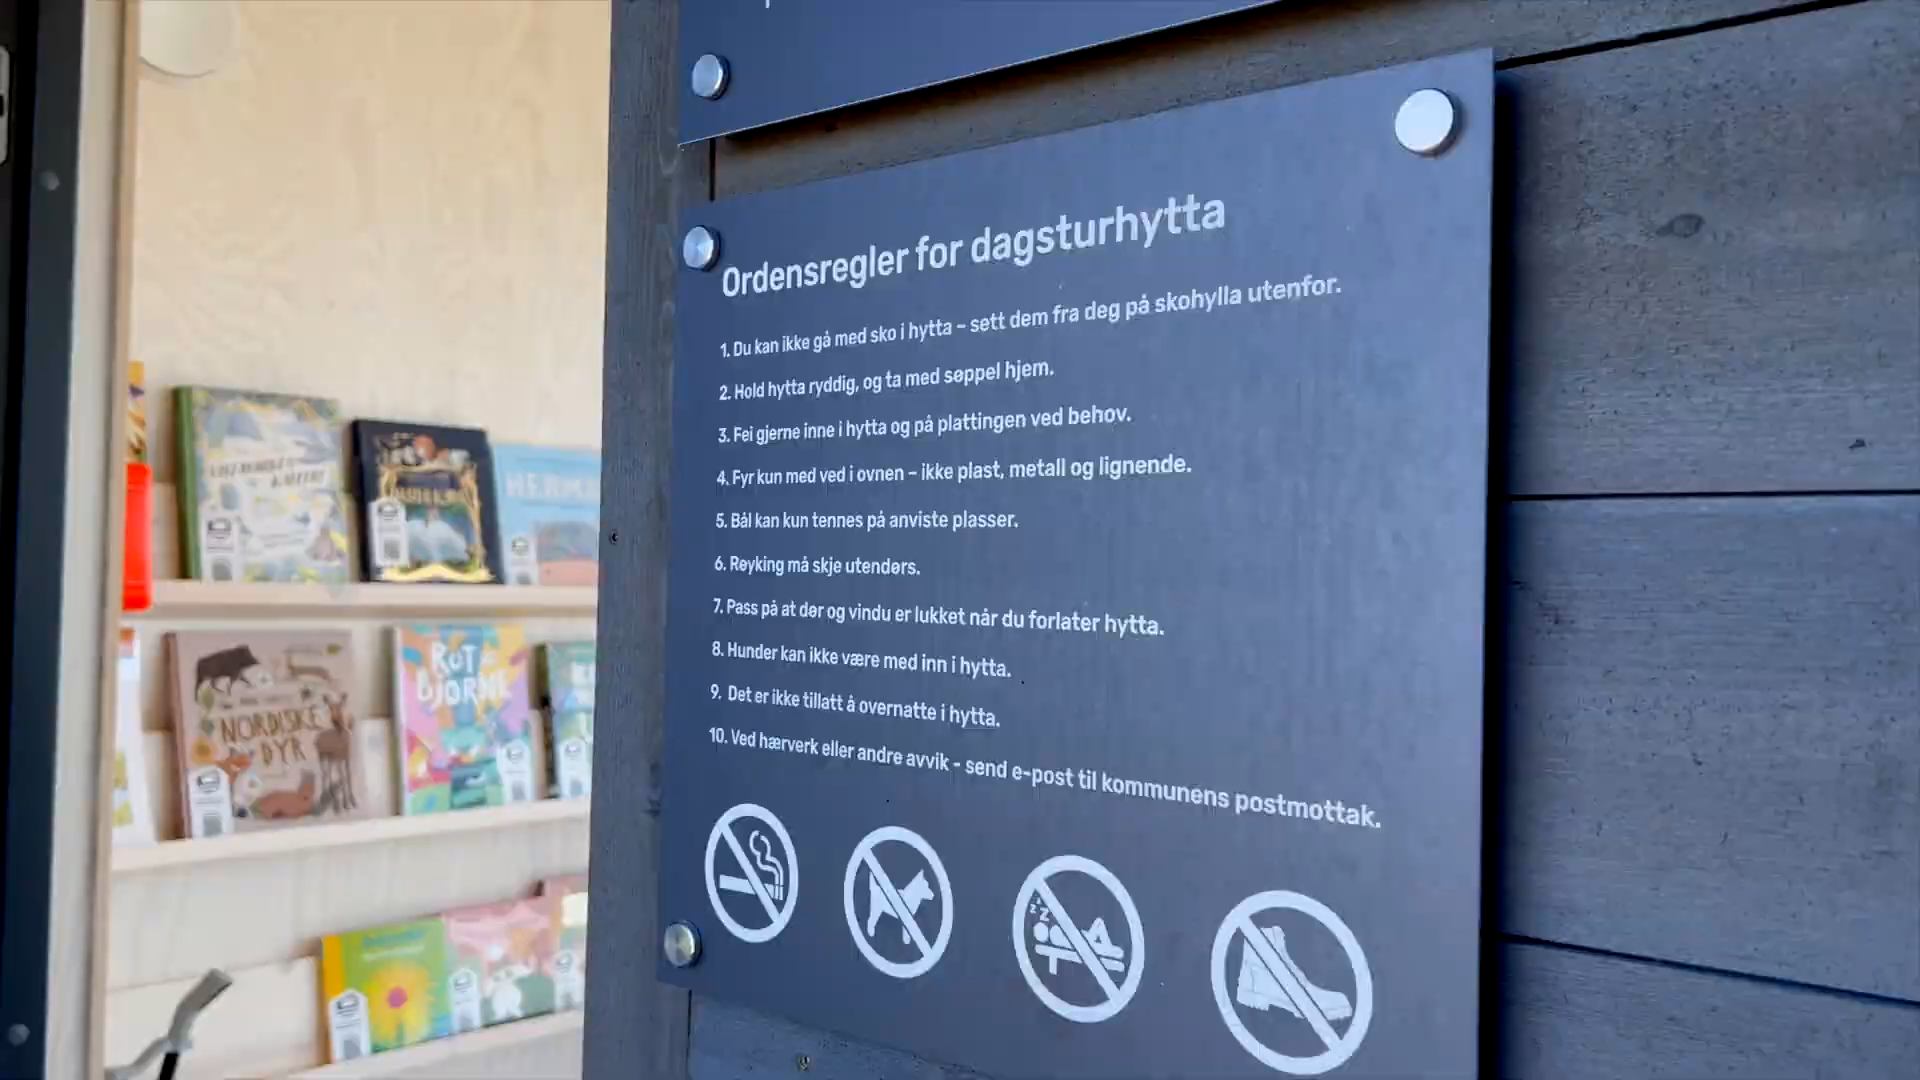 Ordensregler for dagsturhytta
1. Du kan ikke gå med sko i hytta – sett dem fra deg på skohylla utenfor.
2. Hold hytta ryddig, og ta med søppel hjem.
3. Fei gjerne inne i hytta og på plattingen ved behov.
4. Fyr kun med ved i ovnen – ikke plast, metall og lignende.
5. Bål kan kun tennes på anviste plasser.
6. Røyking må skje utendørs.
7. Pass på at dør og vindu er lukket når du forlater hytta.
8. Hunder kan ikke være med inn i hytta.
9. Det er ikke tillatt å overnatte i hytta.
10. Ved hærverk eller andre avvik - send e-post til kommunens postmottak.
NORDISKE
DYR